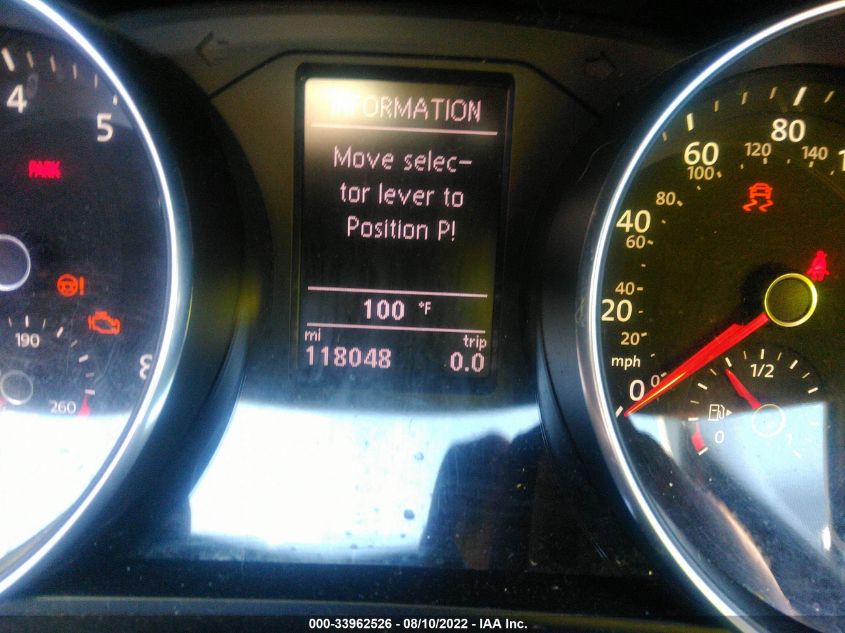 4
5
PARK
190
8
260
INFORMATION
Move selec-
tor lever to
Position P!
100 °F
mi trip
118048 0.0
80
60
120
140
100
80
40
60
40
20
20
mph
0
0
1/2
0
1
000-33962526 - 08/10/2022 - IAA Inc.